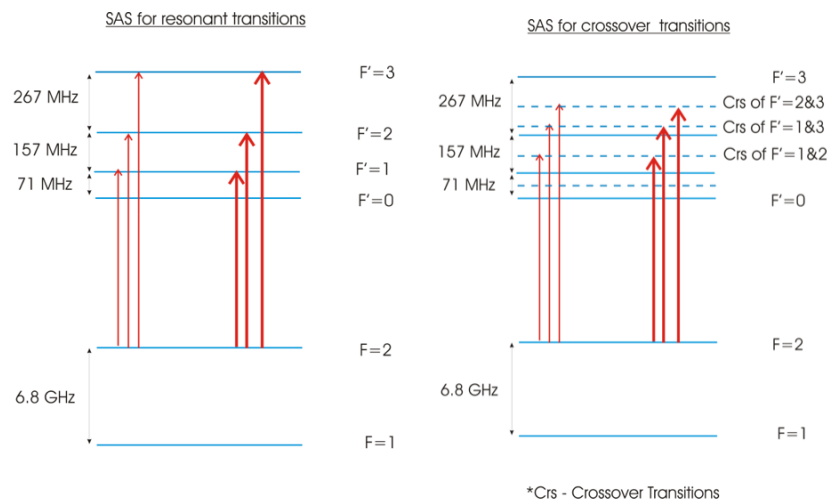 SAS for resonant transitions
F'=3
267 MHz
F'=2
157 MHz
F'=1
71 MHz
F'=0
F=2
6.8 GHz
F=1
SAS for crossover transitions
F'=3
267 MHz
Crs of F'=2&3
Crs of F'=1&3
157 MHz
Crs of F'=1&2
71 MHz
F'=0
F=2
6.8 GHz
F=1
*Crs - Crossover Transitions